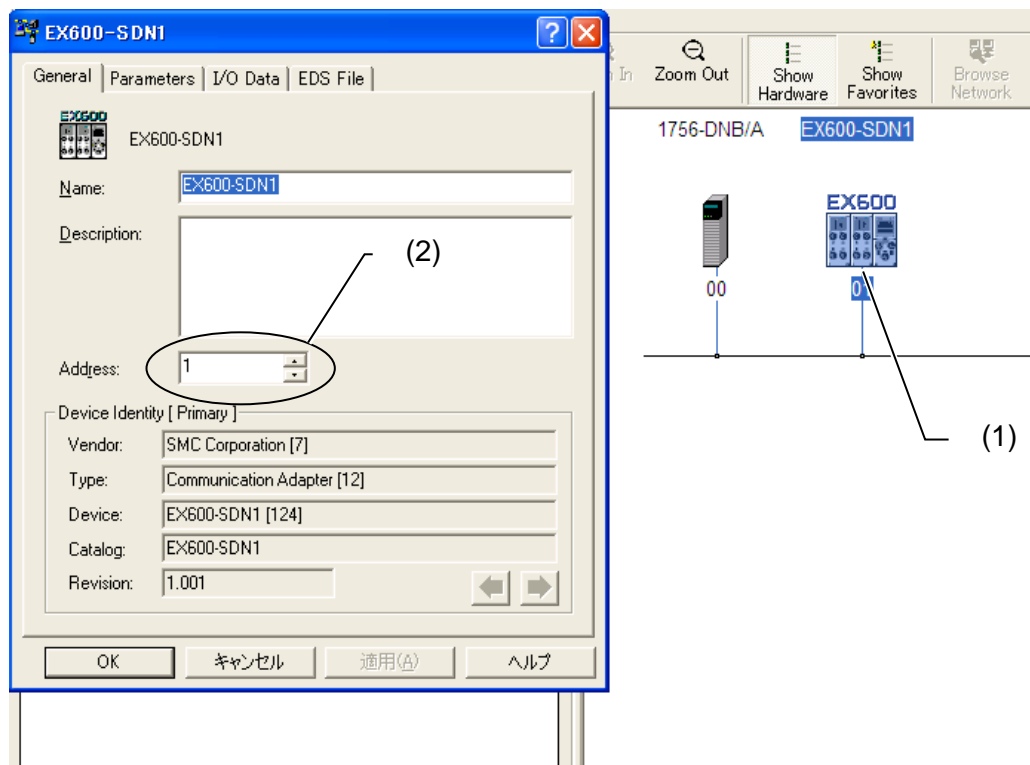 EX600-SDN1
General Parameters I/O Data EDS File
EX600
EX600-SDN1
Name: EX600-SDN1
Description:
(2)
Address: 1
Device Identity [ Primary ]
Vendor: SMC Corporation [7]
Type: Communication Adapter [12]
Device: EX600-SDN1 [124]
Catalog: EX600-SDN1
Revision: 1.001
OK キャンセル 適用(A) ヘルプ
In Zoom Out Show Hardware Show Favorites Browse Network
1756-DNB/A EX600-SDN1
EX600
00
(1)